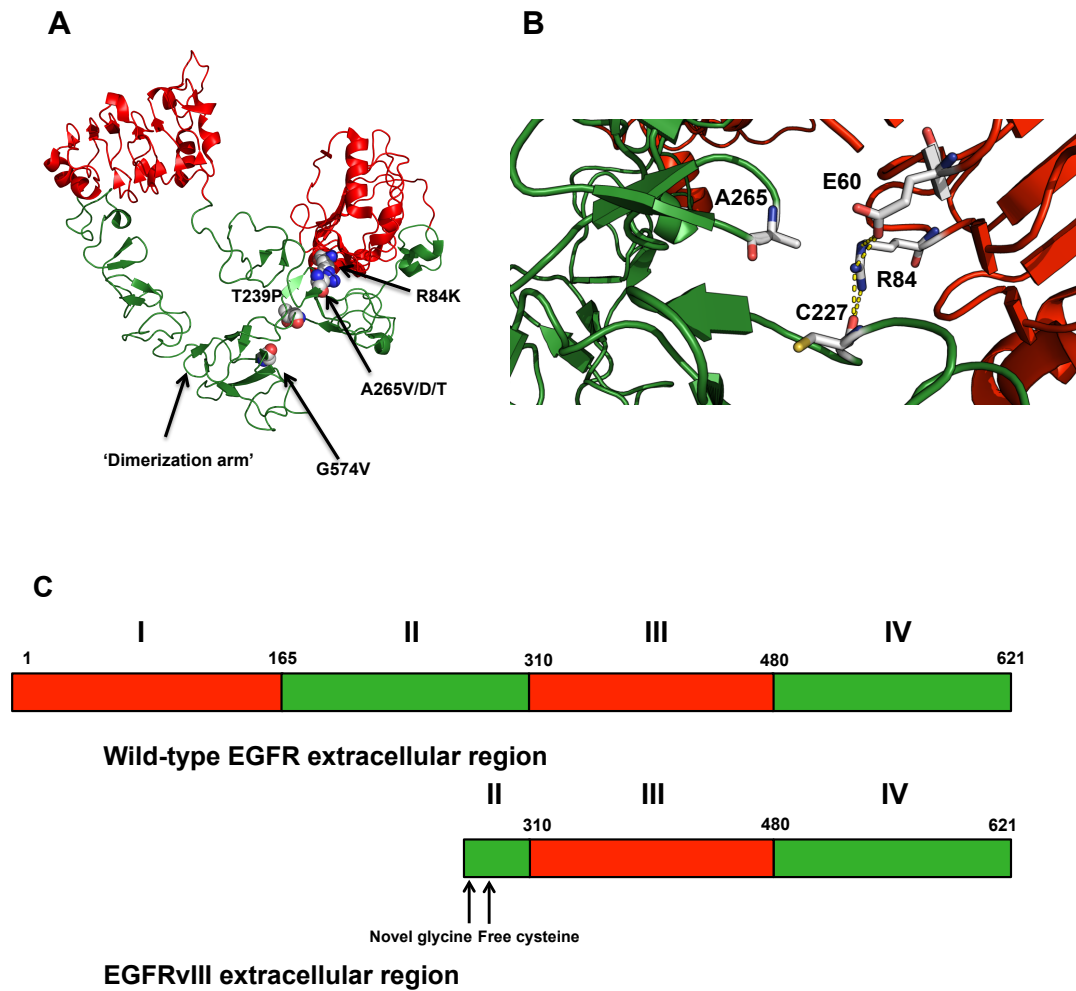 A
B
T239P
R84K
A265V/D/T
'Dimerization arm'
G574V
E60
A265
R84
C227
C
I II III IV
1 165 310 480 621
Wild-type EGFR extracellular region
II III IV
310 480 621
Novel glycine Free cysteine
EGFRvIII extracellular region